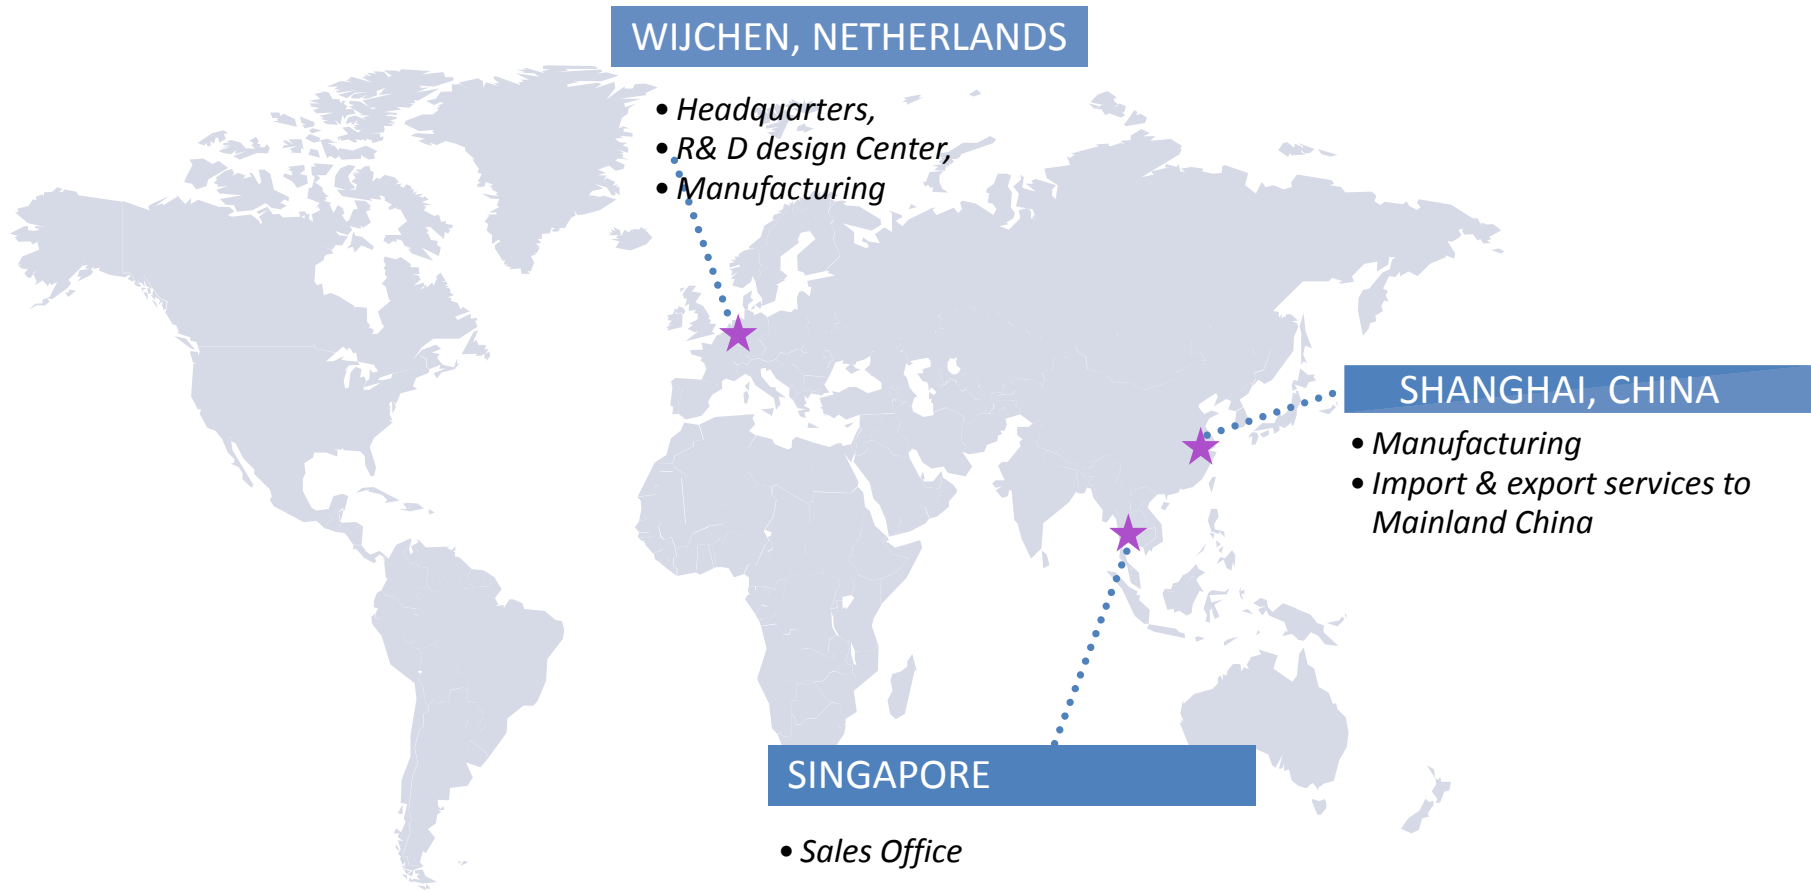 WIJCHEN, NETHERLANDS
• Headquarters,
• R& D design Center,
• Manufacturing
SHANGHAI, CHINA
• Manufacturing
• Import & export services to
Mainland China
SINGAPORE
• Sales Office